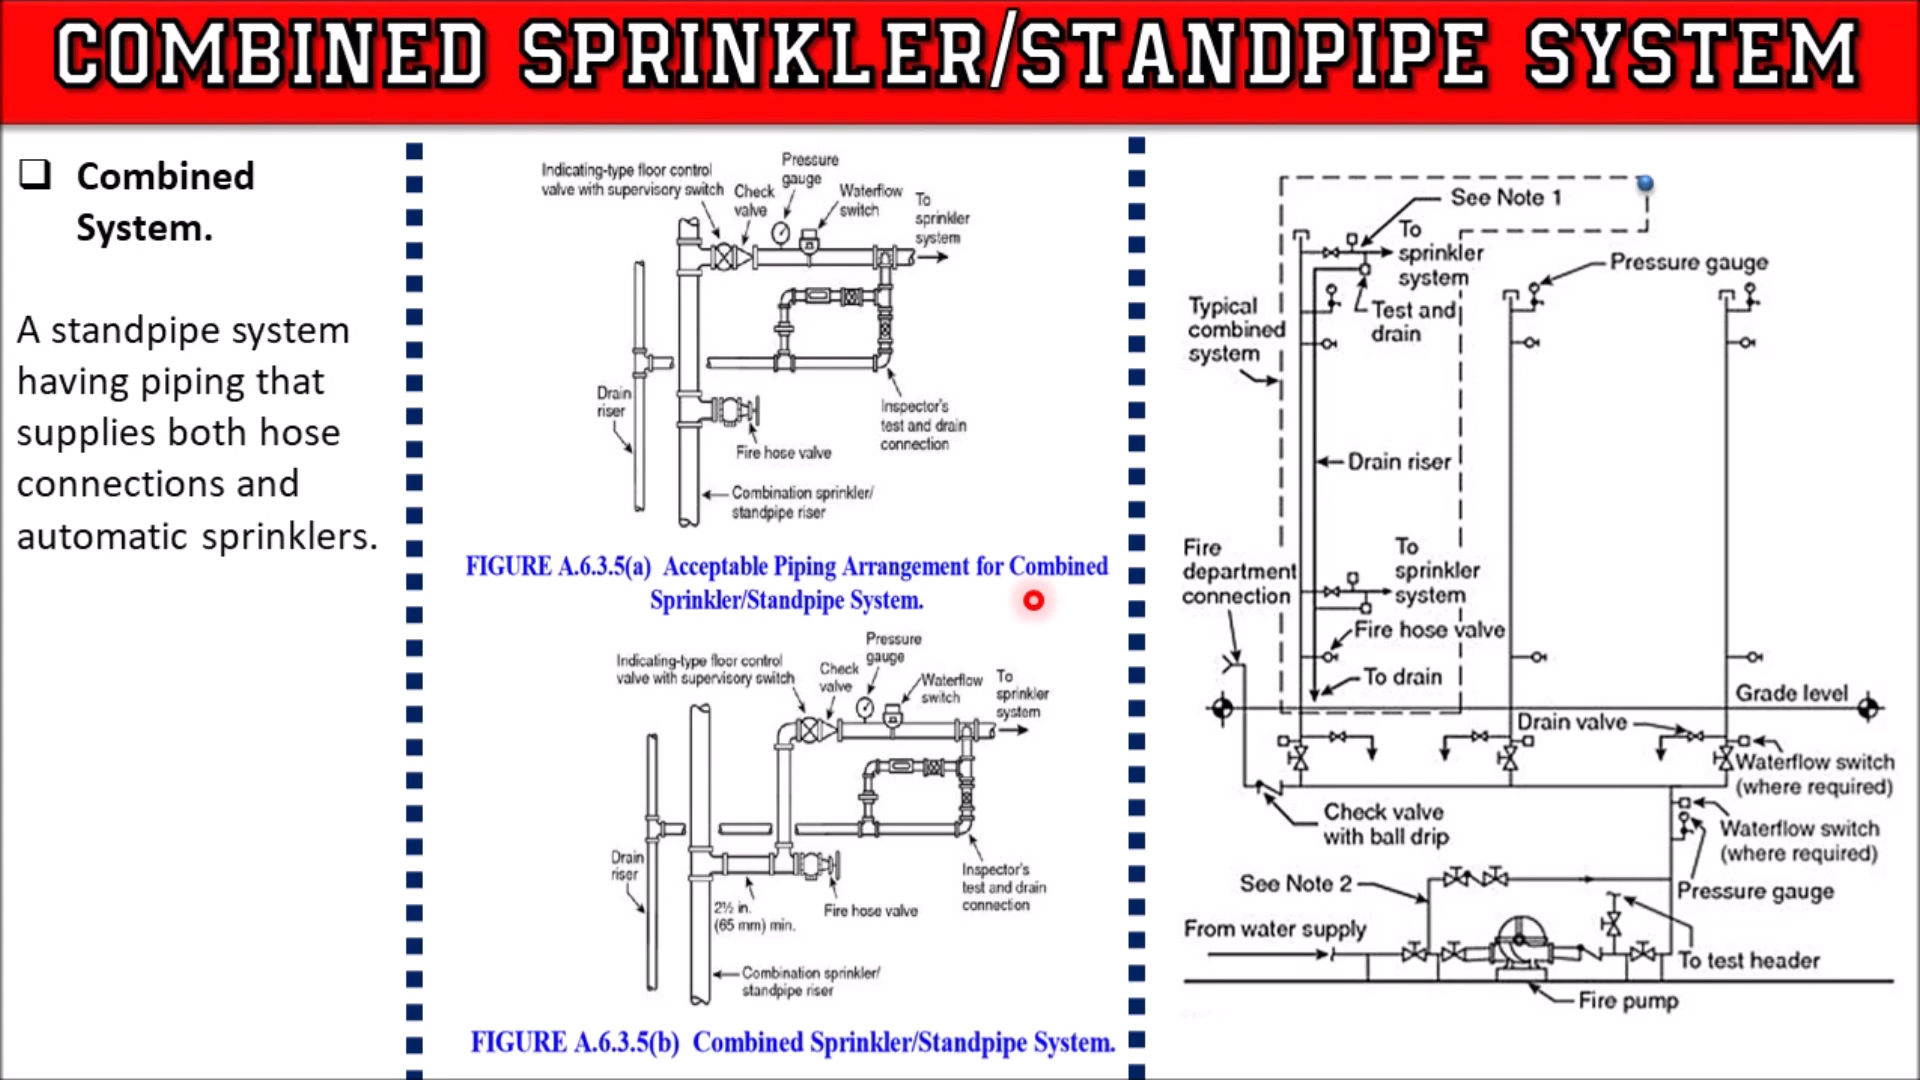 COMBINED SPRINKLER/STANDPIPE SYSTEM
Combined
System.
A standpipe system
having piping that
supplies both hose
connections and
automatic sprinklers.
Indicating-type floor control
valve with supervisory switch
Check
valve
Pressure
gauge
Waterflow
switch
To
sprinkler
system
Drain
riser
Inspector's
test and drain
connection
Fire hose valve
Combination sprinkler/
standpipe riser
FIGURE A.6.3.5(a) Acceptable Piping Arrangement for Combined
Sprinkler/Standpipe System.
Indicating-type floor control
valve with supervisory switch
Check
valve
Pressure
gauge
Waterflow
switch
To
sprinkler
system
Drain
riser
2½ in.
(65 mm) min.
Fire hose valve
Inspector's
test and drain
connection
Combination sprinkler/
standpipe riser
FIGURE A.6.3.5(b) Combined Sprinkler/Standpipe System.
See Note 1
To
sprinkler
system
Pressure gauge
Typical
combined
system
Test and
drain
Drain riser
Fire
department
connection
To
sprinkler
system
Fire hose valve
To drain
Grade level
Drain valve
Waterflow switch
(where required)
Check valve
with ball drip
Waterflow switch
(where required)
See Note 2
Pressure gauge
From water supply
To test header
Fire pump